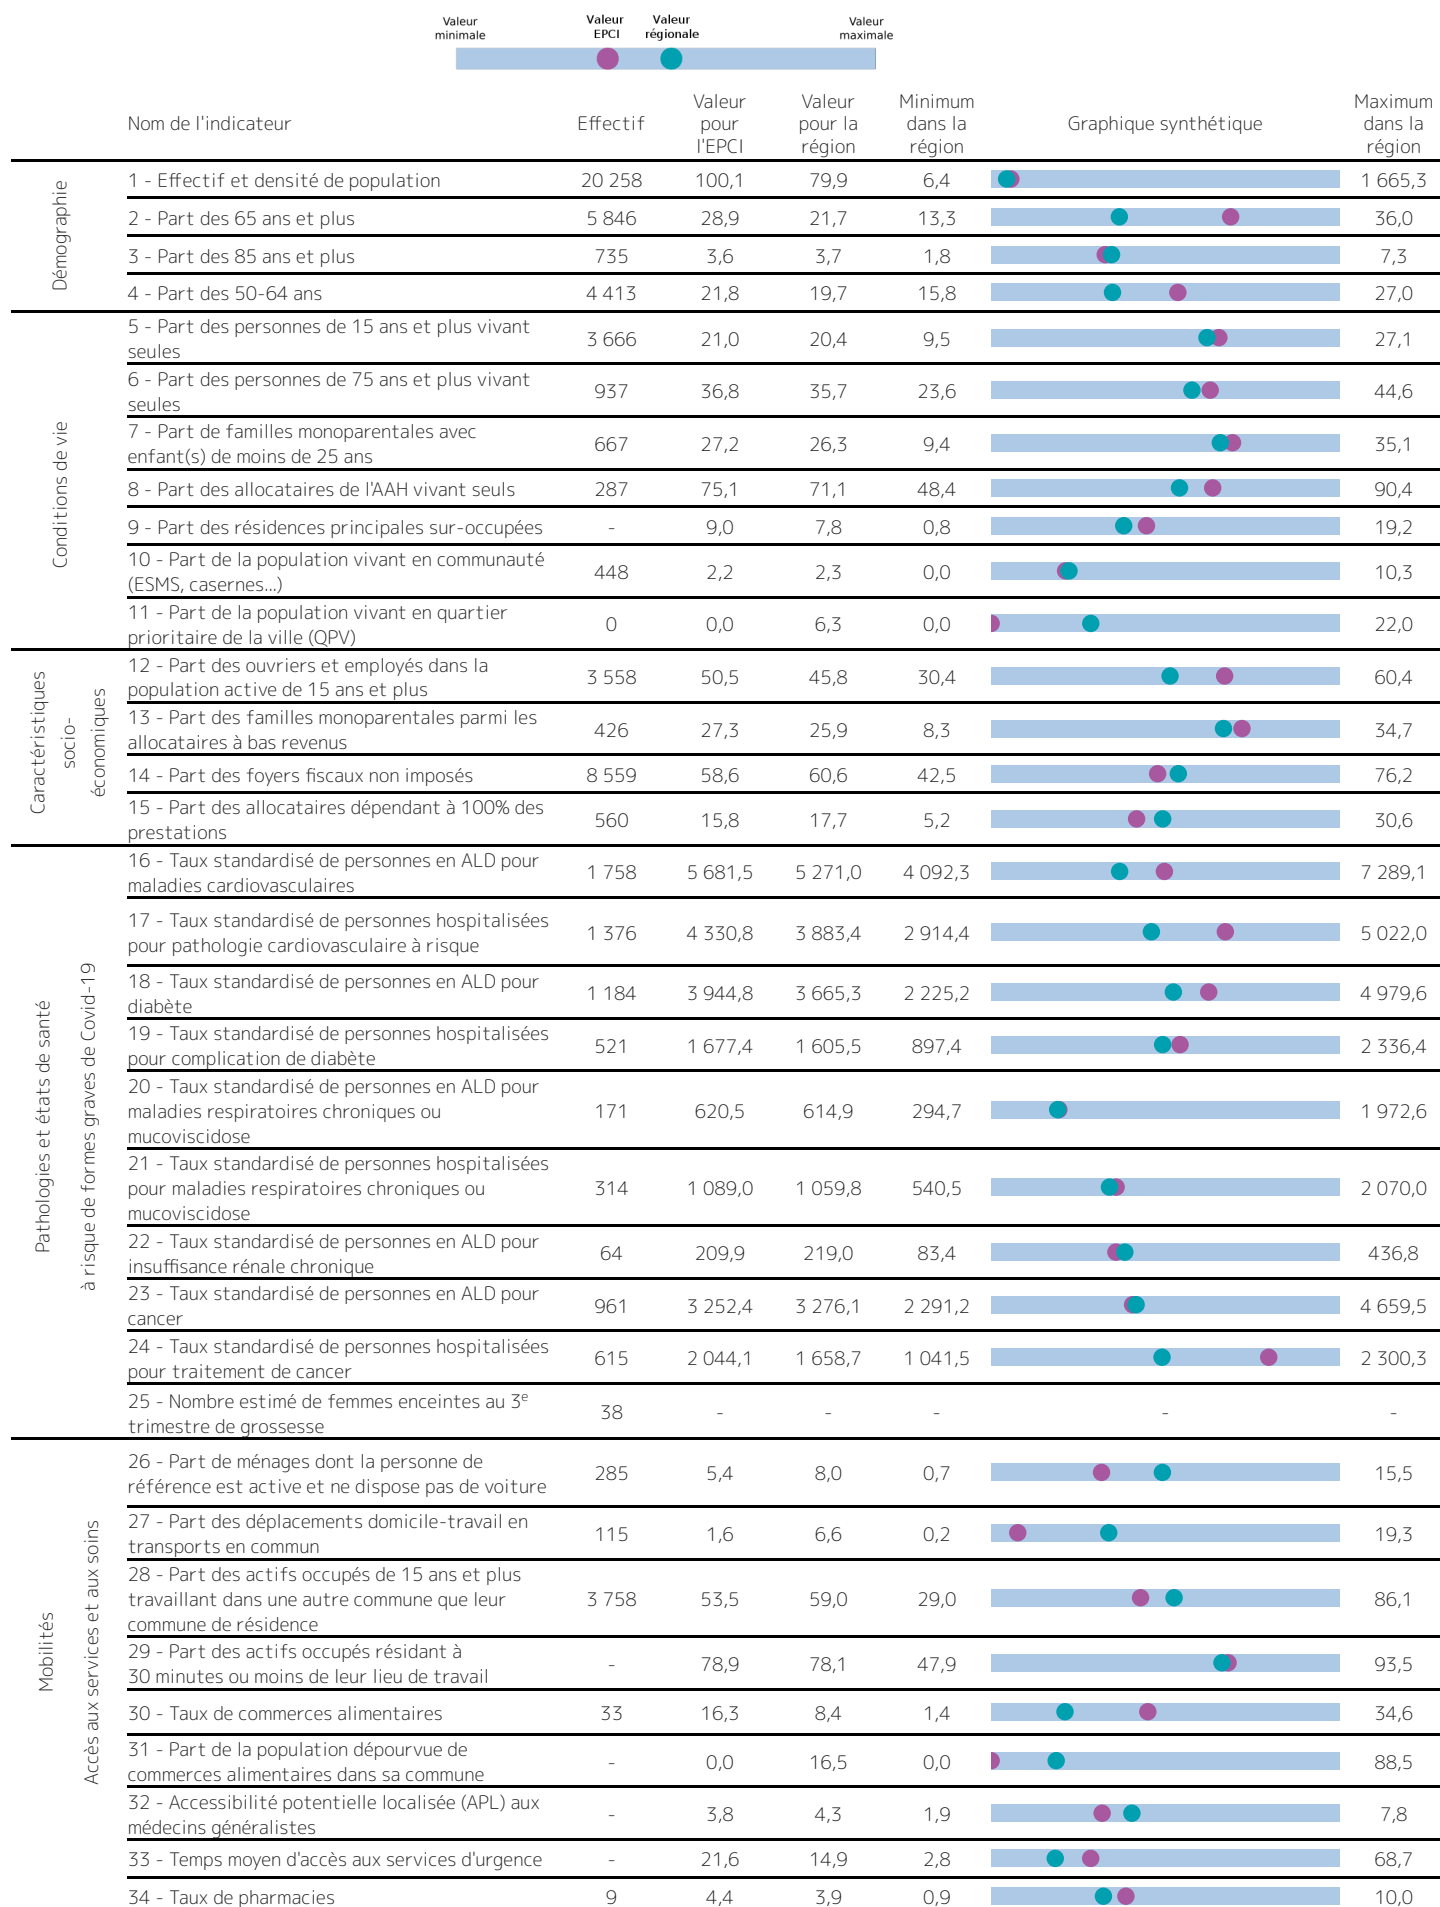 Valeur minimale
Valeur EPCI
Valeur régionale
Valeur maximale
Nom de l'indicateur
Effectif
Valeur pour l'EPCI
Valeur pour la région
Minimum dans la région
Graphique synthétique
Maximum dans la région
Démographie
1 - Effectif et densité de population 20 258 100,1 79,9 6,4 1 665,3
2 - Part des 65 ans et plus 5 846 28,9 21,7 13,3 36,0
3 - Part des 85 ans et plus 735 3,6 3,7 1,8 7,3
4 - Part des 50-64 ans 4 413 21,8 19,7 15,8 27,0
Conditions de vie
5 - Part des personnes de 15 ans et plus vivant
seules 3 666 21,0 20,4 9,5 27,1
6 - Part des personnes de 75 ans et plus vivant
seules 937 36,8 35,7 23,6 44,6
7 - Part de familles monoparentales avec
enfant(s) de moins de 25 ans 667 27,2 26,3 9,4 35,1
8 - Part des allocataires de l'AAH vivant seuls 287 75,1 71,1 48,4 90,4
9 - Part des résidences principales sur-occupées - 9,0 7,8 0,8 19,2
10 - Part de la population vivant en communauté
(ESMS, casernes...) 448 2,2 2,3 0,0 10,3
11 - Part de la population vivant en quartier
prioritaire de la ville (QPV) 0 0,0 6,3 0,0 22,0
Caractéristiques
socio-
économiques
12 - Part des ouvriers et employés dans la
population active de 15 ans et plus 3 558 50,5 45,8 30,4 60,4
13 - Part des familles monoparentales parmi les
allocataires à bas revenus 426 27,3 25,9 8,3 34,7
14 - Part des foyers fiscaux non imposés 8 559 58,6 60,6 42,5 76,2
15 - Part des allocataires dépendant à 100% des
prestations 560 15,8 17,7 5,2 30,6
Pathologies et états de santé
à risque de formes graves de Covid-19
16 - Taux standardisé de personnes en ALD pour
maladies cardiovasculaires 1 758 5 681,5 5 271,0 4 092,3 7 289,1
17 - Taux standardisé de personnes hospitalisées
pour pathologie cardiovasculaire à risque 1 376 4 330,8 3 883,4 2 914,4 5 022,0
18 - Taux standardisé de personnes en ALD pour
diabète 1 184 3 944,8 3 665,3 2 225,2 4 979,6
19 - Taux standardisé de personnes hospitalisées
pour complication de diabète 521 1 677,4 1 605,5 897,4 2 336,4
20 - Taux standardisé de personnes en ALD pour
maladies respiratoires chroniques ou 171 620,5 614,9 294,7 1 972,6
mucoviscidose
21 - Taux standardisé de personnes hospitalisées
pour maladies respiratoires chroniques ou 314 1 089,0 1 059,8 540,5 2 070,0
mucoviscidose
22 - Taux standardisé de personnes en ALD pour
insuffisance rénale chronique 64 209,9 219,0 83,4 436,8
23 - Taux standardisé de personnes en ALD pour
cancer 961 3 252,4 3 276,1 2 291,2 4 659,5
24 - Taux standardisé de personnes hospitalisées
pour traitement de cancer 615 2 044,1 1 658,7 1 041,5 2 300,3
25 - Nombre estimé de femmes enceintes au 3e
trimestre de grossesse 38 - - - - -
Mobilités
Accès aux services et aux soins
26 - Part de ménages dont la personne de
référence est active et ne dispose pas de voiture 285 5,4 8,0 0,7 15,5
27 - Part des déplacements domicile-travail en
transports en commun 115 1,6 6,6 0,2 19,3
28 - Part des actifs occupés de 15 ans et plus
travaillant dans une autre commune que leur 3 758 53,5 59,0 29,0 86,1
commune de résidence
29 - Part des actifs occupés résidant à
30 minutes ou moins de leur lieu de travail - 78,9 78,1 47,9 93,5
30 - Taux de commerces alimentaires 33 16,3 8,4 1,4 34,6
31 - Part de la population dépourvue de
commerces alimentaires dans sa commune - 0,0 16,5 0,0 88,5
32 - Accessibilité potentielle localisée (APL) aux
médecins généralistes - 3,8 4,3 1,9 7,8
33 - Temps moyen d'accès aux services d'urgence - 21,6 14,9 2,8 68,7
34 - Taux de pharmacies 9 4,4 3,9 0,9 10,0